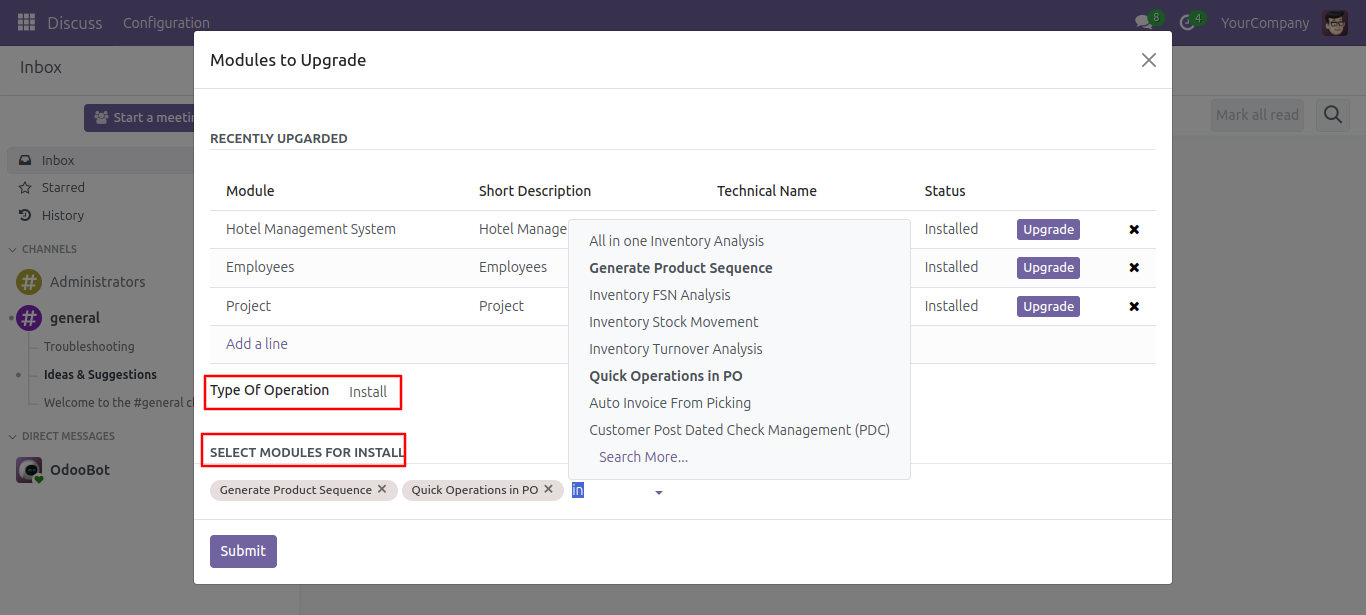 Discuss Configuration 8 4 YourCompany
Modules to Upgrade
Inbox
Start a meetin
Mark all read
RECENTLY UPGARDED
Inbox
Starred
History
CHANNELS
Administrators
general
Troubleshooting
Ideas & Suggestions
Welcome to the #general cl
DIRECT MESSAGES
OdooBot
Module Short Description Technical Name Status
Hotel Management System Hotel Manage Installed Upgrade
Employees Employees Installed Upgrade
Project Project Installed Upgrade
Add a line
Type Of Operation Install
SELECT MODULES FOR INSTALL
Generate Product Sequence Quick Operations in PO in
All in one Inventory Analysis
Generate Product Sequence
Inventory FSN Analysis
Inventory Stock Movement
Inventory Turnover Analysis
Quick Operations in PO
Auto Invoice From Picking
Customer Post Dated Check Management (PDC)
Search More...
Submit